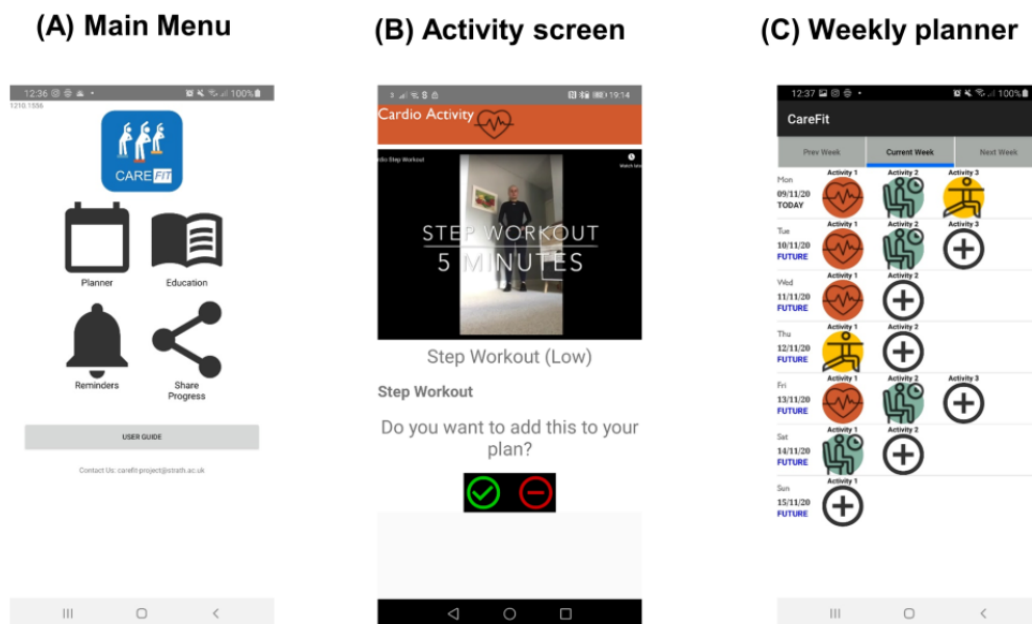 (A) Main Menu
(B) Activity screen
(C) Weekly planner
12:36
100%
1210.1556
CARE FIT
Planner
Education
Reminders
Share
Progress
USER GUIDE
Contact Us: carefit-project@strath.ac.uk
19:14
Cardio Activity
dio Step Workout
STEP WORKOUT
5 MINUTES
Step Workout (Low)
Step Workout
Do you want to add this to your
plan?
12:37
100%
CareFit
Prev Week
Current Week
Next Week
Mon
09/11/20
TODAY
Activity 1
Activity 2
Activity 3
Tue
10/11/20
FUTURE
Activity 1
Activity 2
Activity 3
Wed
11/11/20
FUTURE
Activity 1
Activity 2
Thu
12/11/20
FUTURE
Activity 1
Activity 2
Fri
13/11/20
FUTURE
Activity 1
Activity 2
Activity 3
Sat
14/11/20
FUTURE
Activity 1
Activity 2
Sun
15/11/20
FUTURE
Activity 1